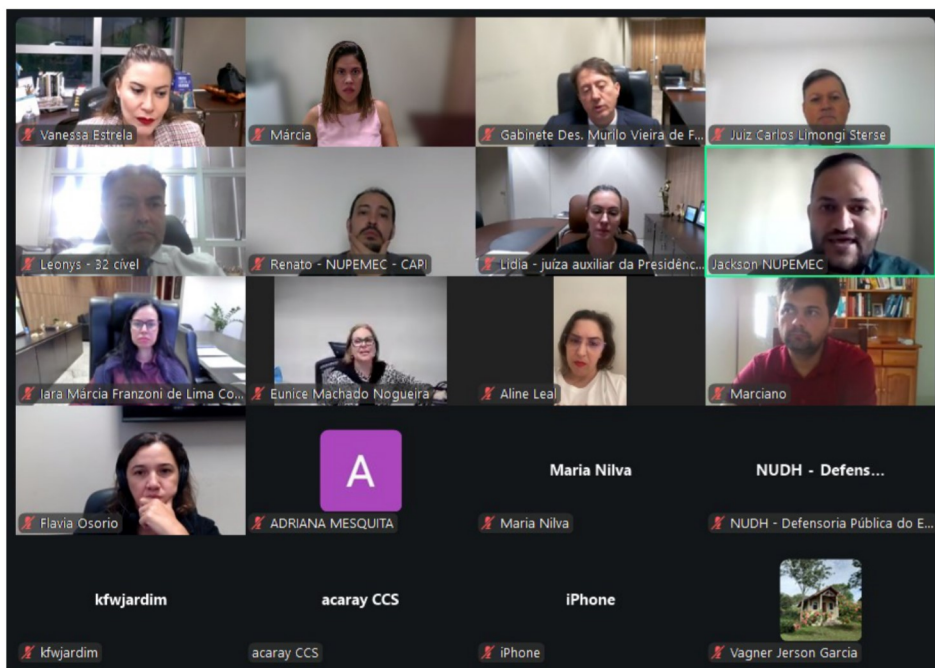 Vanessa Estrela
Márcia
Gabinete Des. Murilo Vieira de F...
Juiz Carlos Limongi Sterse
Leonys - 32 cível
Renato - NUPEMEC - CAPI
Lidia - juíza auxiliar da Presidênc...
Jackson NUPEMEC
Iara Márcia Franzoni de Lima Co...
Eunice Machado Nogueira
Aline Leal
Marciano
Flavia Osorio
A
ADRIANA MESQUITA
Maria Nilva
Maria Nilva
NUDH - Defens...
NUDH - Defensoria Pública do E...
kfwjardim
kfwjardim
acaray CCS
acaray CCS
iPhone
iPhone
Vagner Jerson Garcia